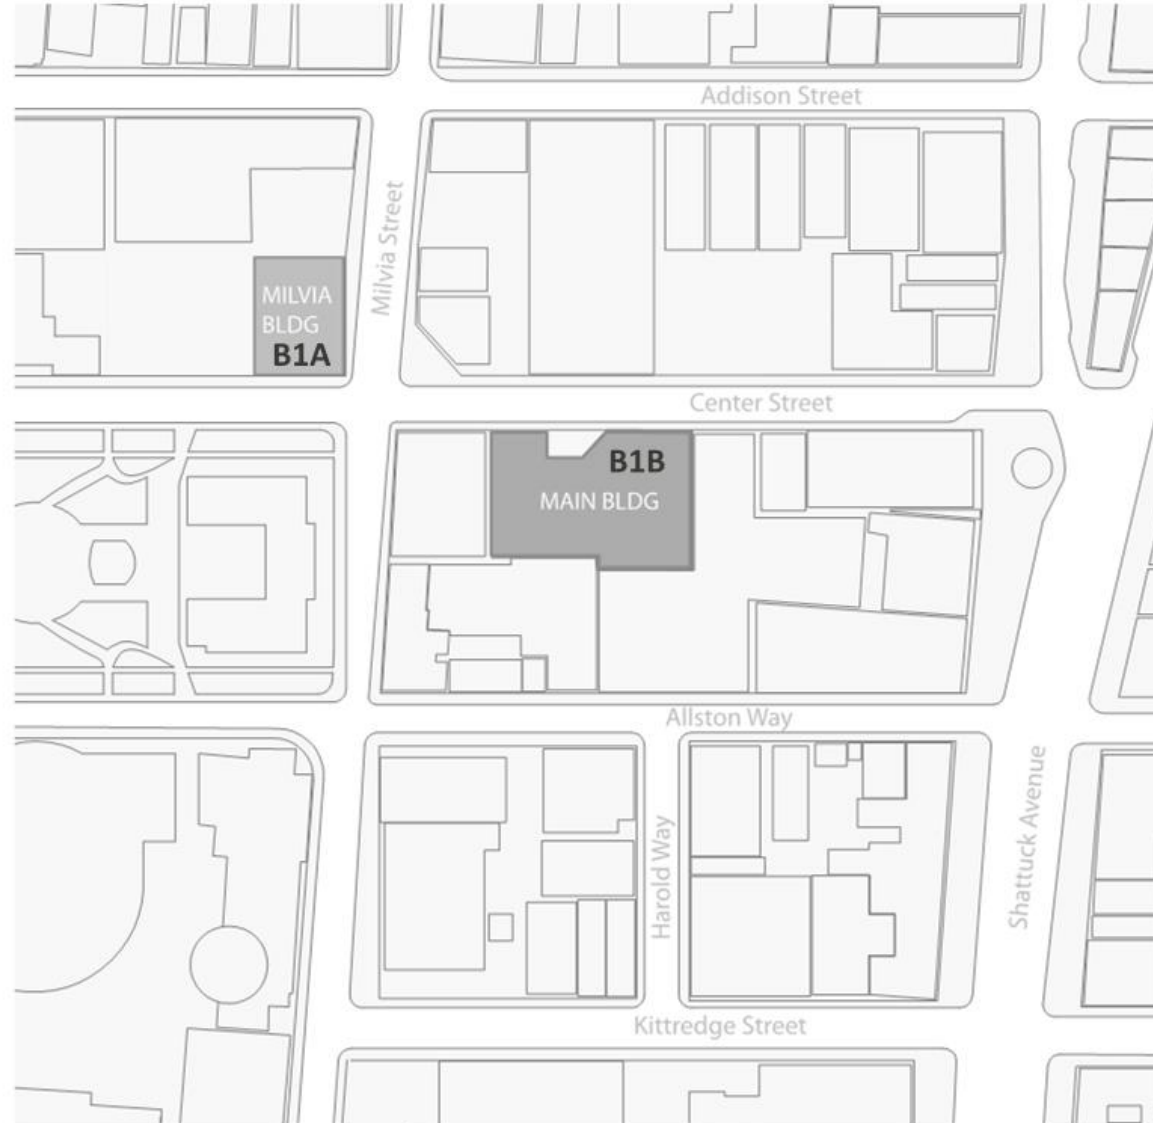 Addison Street
Milvia Street
MILVIA
BLDG
B1A
Center Street
B1B
MAIN BLDG
Allston Way
Harold Way
Shattuck Avenue
Kittredge Street